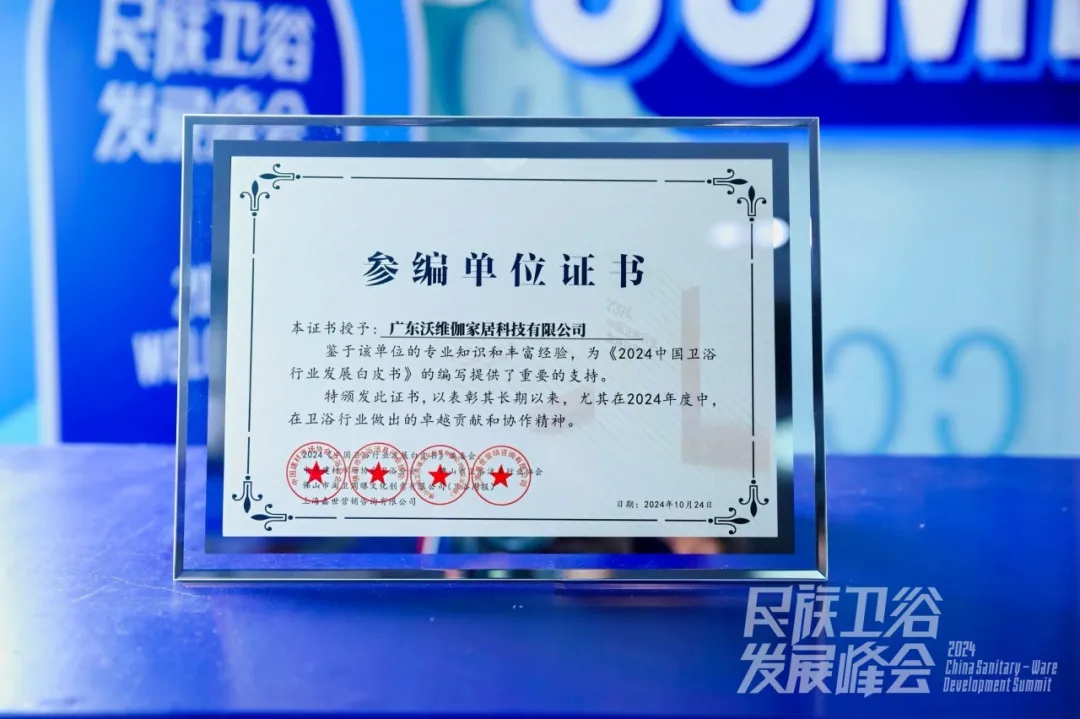 民族卫浴
发展峰会
参编单位证书
本证书授予：广东沃维伽家居科技有限公司
鉴于该单位的专业知识和丰富经验，为《2024中国卫浴
行业发展白皮书》的编写提供了重要的支持。
特颁发此证书，以表彰其长期以来，尤其在2024年度中，
在卫浴行业做出的卓越贡献和协作精神。
上海嘉世营销咨询有限公司
日期：2024年10月24日
民族卫浴
发展峰会
2024
China Sanitary-Ware
Development Summit